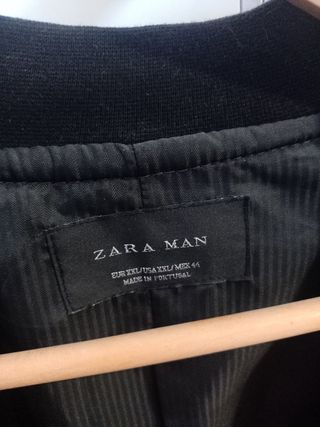 ZARA MAN
EUR XXL/USA XXL/MEX 44
MADE IN PORTUGAL